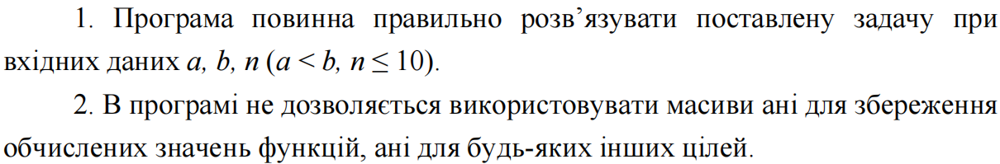 1. Програма повинна правильно розв’язувати поставлену задачу при
вхідних даних a, b, n (a < b, n ≤ 10).
2. В програмі не дозволяється використовувати масиви ані для збереження
обчислених значень функцій, ані для будь-яких інших цілей.